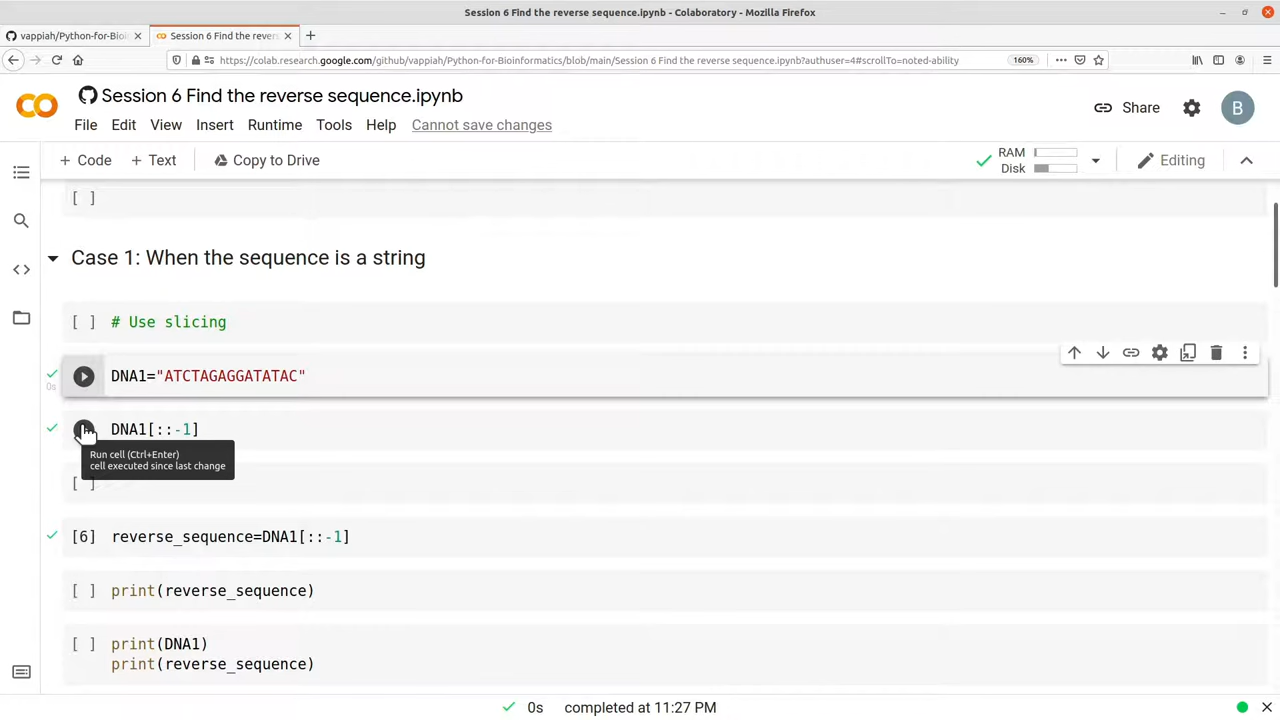 Session 6 Find the reverse sequence.ipynb - Colaboratory - Mozilla Firefox
vappiah/Python-for-Bioi
Session 6 Find the revers
https://colab.research.google.com/github/vappiah/Python-for-Bioinformatics/blob/main/Session 6 Find the reverse sequence.ipynb?authuser=4#scrollTo=noted-ability
160%
Session 6 Find the reverse sequence.ipynb
Share
B
File Edit View Insert Runtime Tools Help Cannot save changes
+ Code + Text Copy to Drive
RAM
Disk
Editing
[ ]
Case 1: When the sequence is a string
[ ] # Use slicing
0s
DNA1="ATCTAGAGGATATAC"
DNA1[::-1]
Run cell (Ctrl+Enter)
cell executed since last change
[ ]
[6] reverse_sequence=DNA1[::-1]
[ ] print(reverse_sequence)
[ ] print(DNA1)
print(reverse_sequence)
0s completed at 11:27 PM